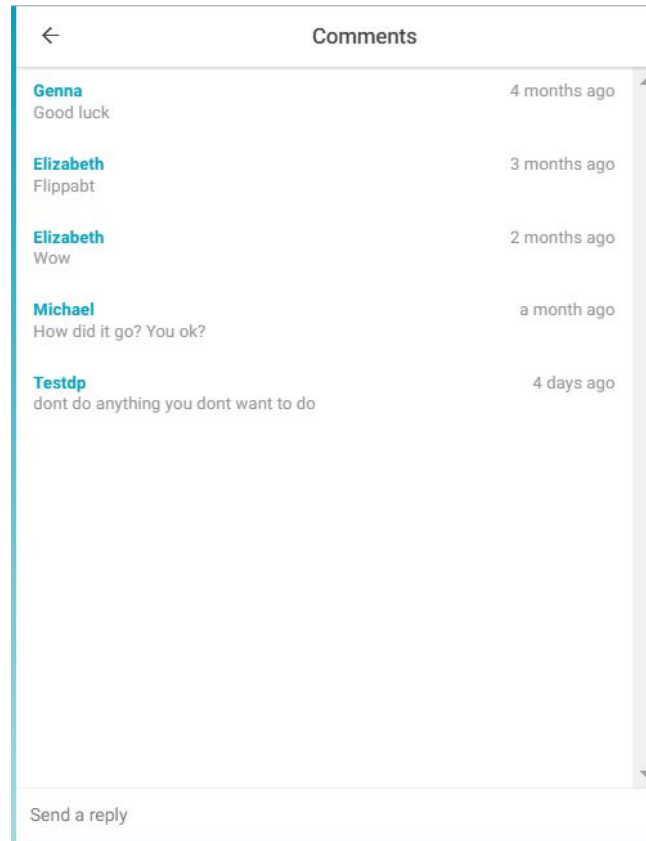 Comments
Genna 4 months ago
Good luck
Elizabeth 3 months ago
Flippabt
Elizabeth 2 months ago
Wow
Michael a month ago
How did it go? You ok?
Testdp 4 days ago
dont do anything you dont want to do
Send a reply